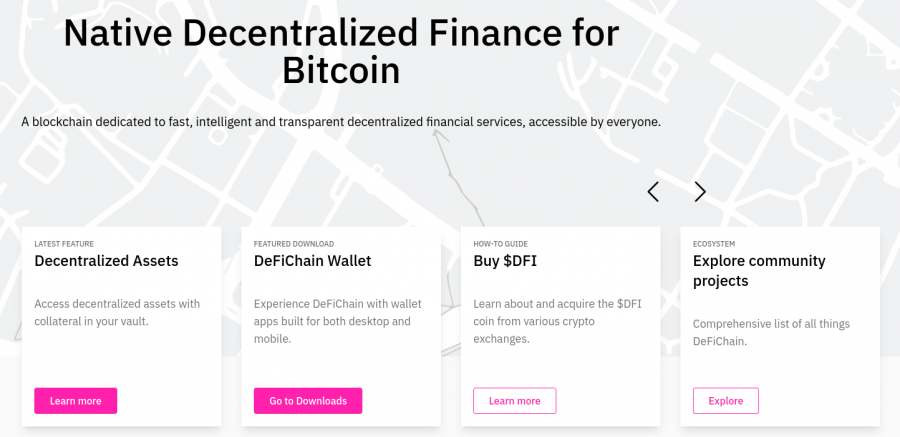 Native Decentralized Finance for
Bitcoin
A blockchain dedicated to fast, intelligent and transparent decentralized financial services, accessible by everyone.
LATEST FEATURE
Decentralized Assets
Access decentralized assets with
collateral in your vault.
Learn more
FEATURED DOWNLOAD
DeFiChain Wallet
Experience DeFiChain with wallet
apps built for both desktop and
mobile.
Go to Downloads
HOW-TO GUIDE
Buy $DFI
Learn about and acquire the $DFI
coin from various crypto
exchanges.
Learn more
ECOSYSTEM
Explore community
projects
Comprehensive list of all things
DeFiChain.
Explore